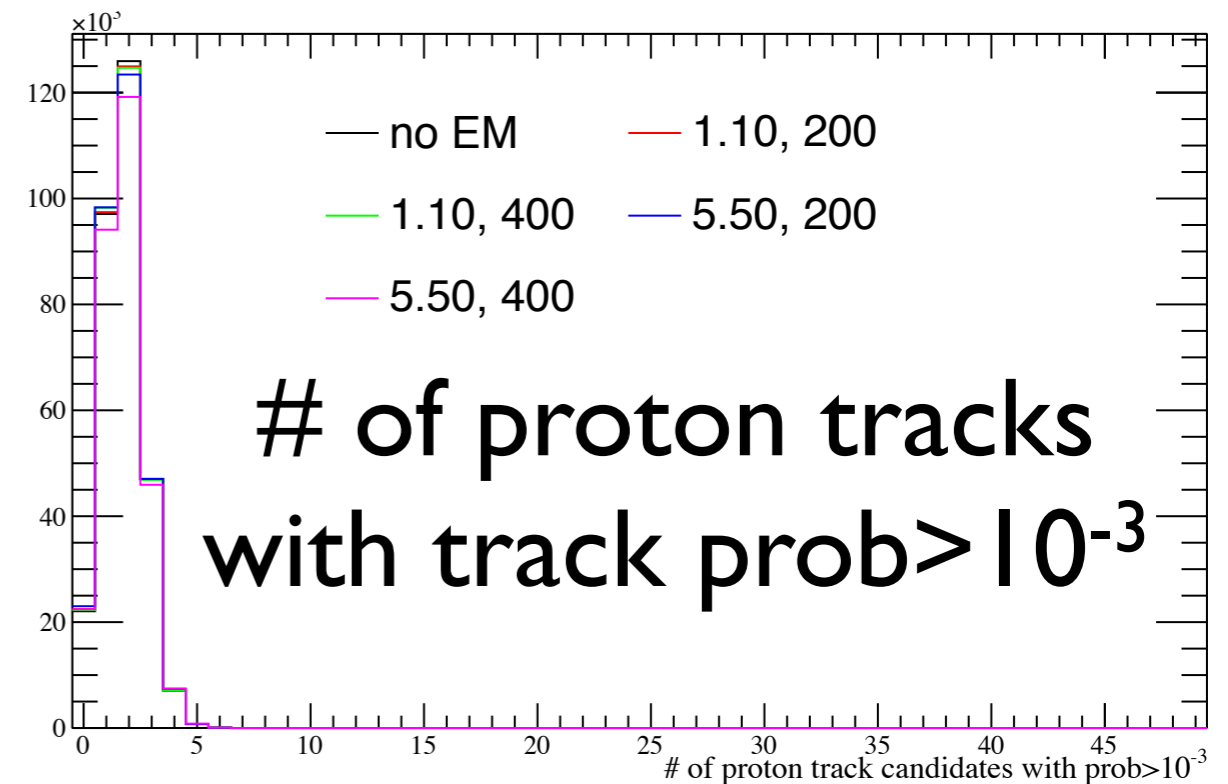 ×10³
120
100
80
60
40
20
0
no EM
1.10, 200
1.10, 400
5.50, 200
5.50, 400
# of proton tracks
with track prob>10⁻³
0 5 10 15 20 25 30 35 40 45
# of proton track candidates with prob>10⁻³